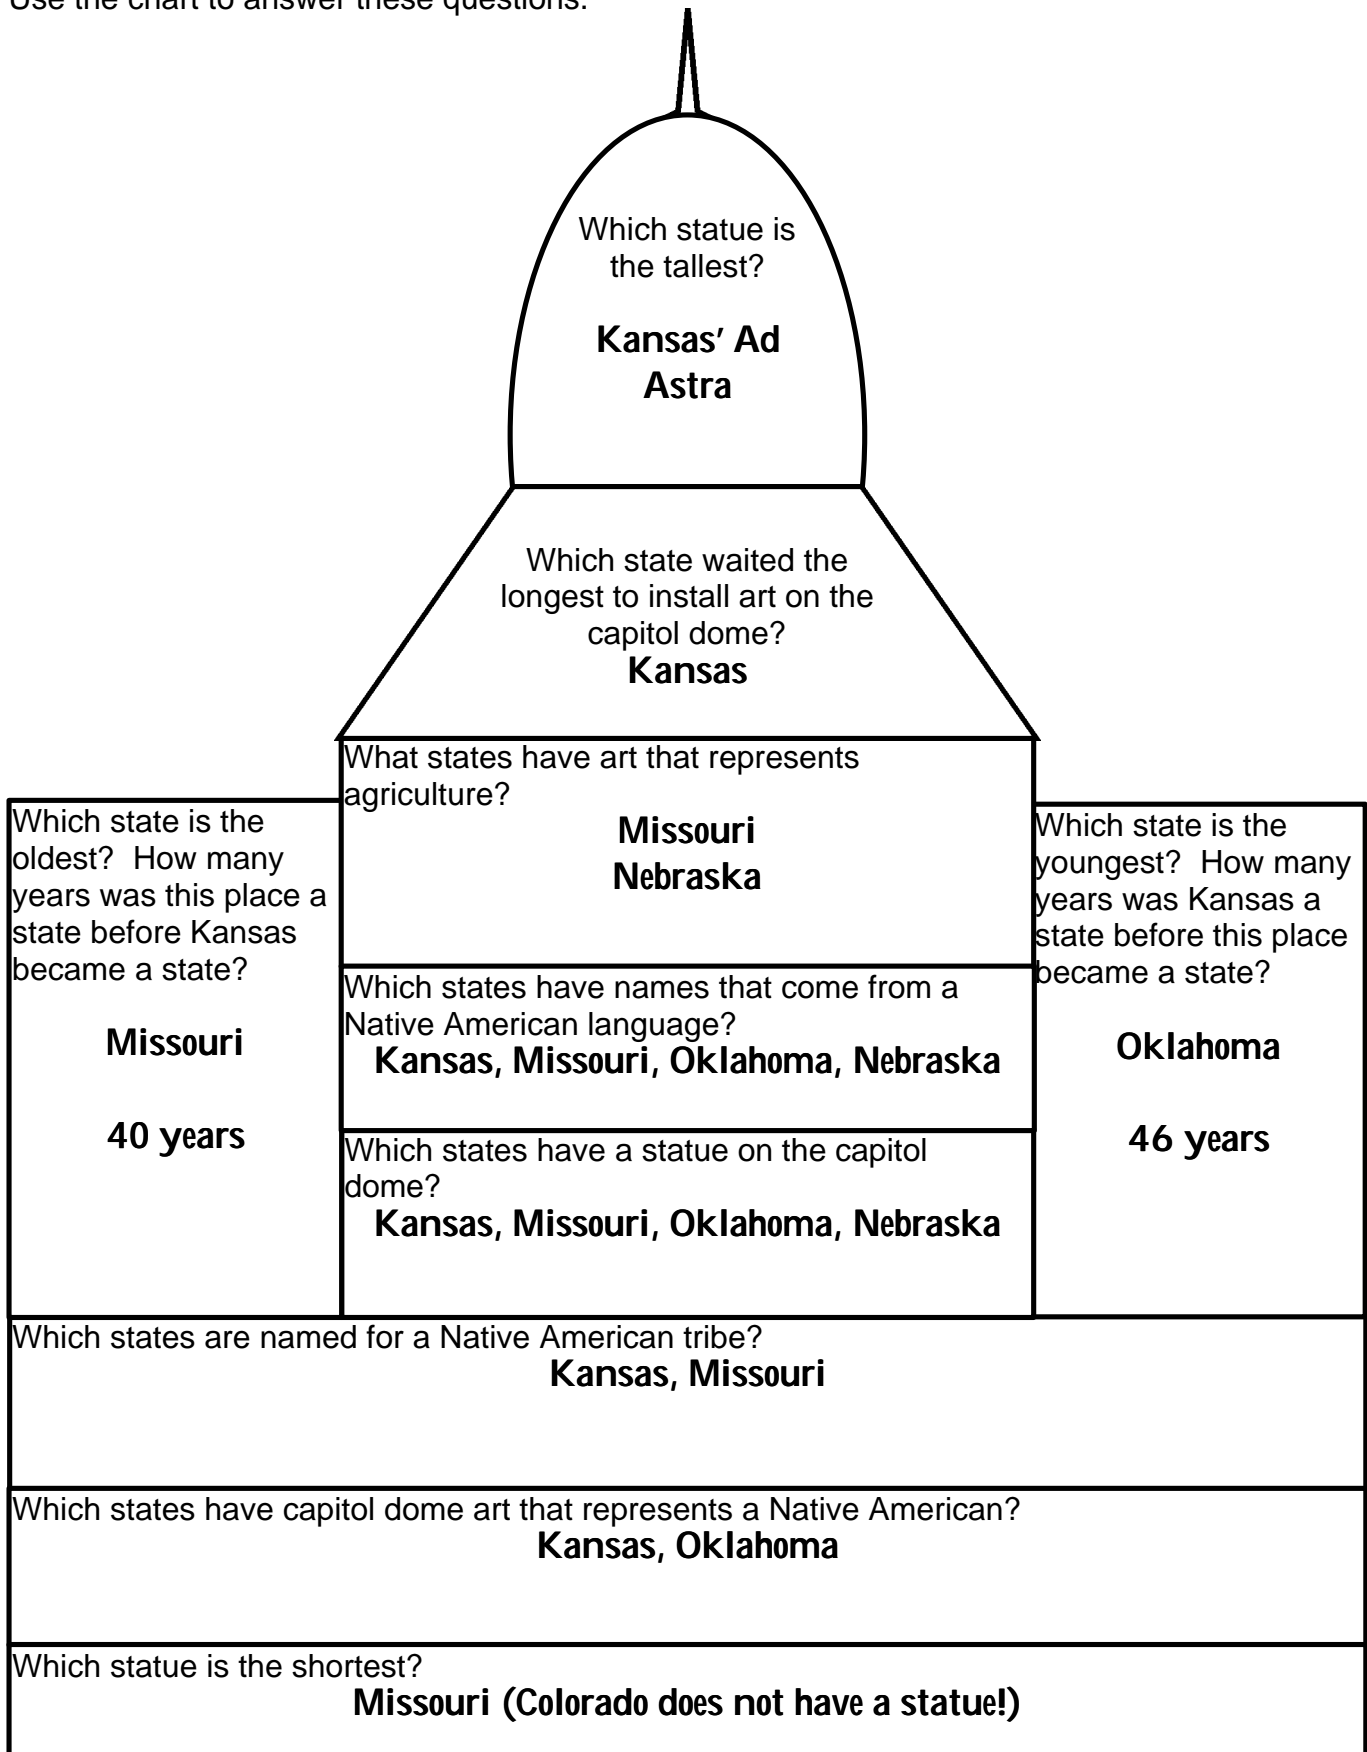 Use the chart to answer these questions.
Which statue is
the tallest?
Kansas' Ad
Astra
Which state waited the
longest to install art on the
capitol dome?
Kansas
What states have art that represents
agriculture?
Missouri
Nebraska
Which state is the
oldest?  How many
years was this place a
state before Kansas
became a state?
Missouri
40 years
Which states have names that come from a
Native American language?
Kansas, Missouri, Oklahoma, Nebraska
Which states have a statue on the capitol
dome?
Kansas, Missouri, Oklahoma, Nebraska
Which state is the
youngest?  How many
years was Kansas a
state before this place
became a state?
Oklahoma
46 years
Which states are named for a Native American tribe?
Kansas, Missouri
Which states have capitol dome art that represents a Native American?
Kansas, Oklahoma
Which statue is the shortest?
Missouri (Colorado does not have a statue!)